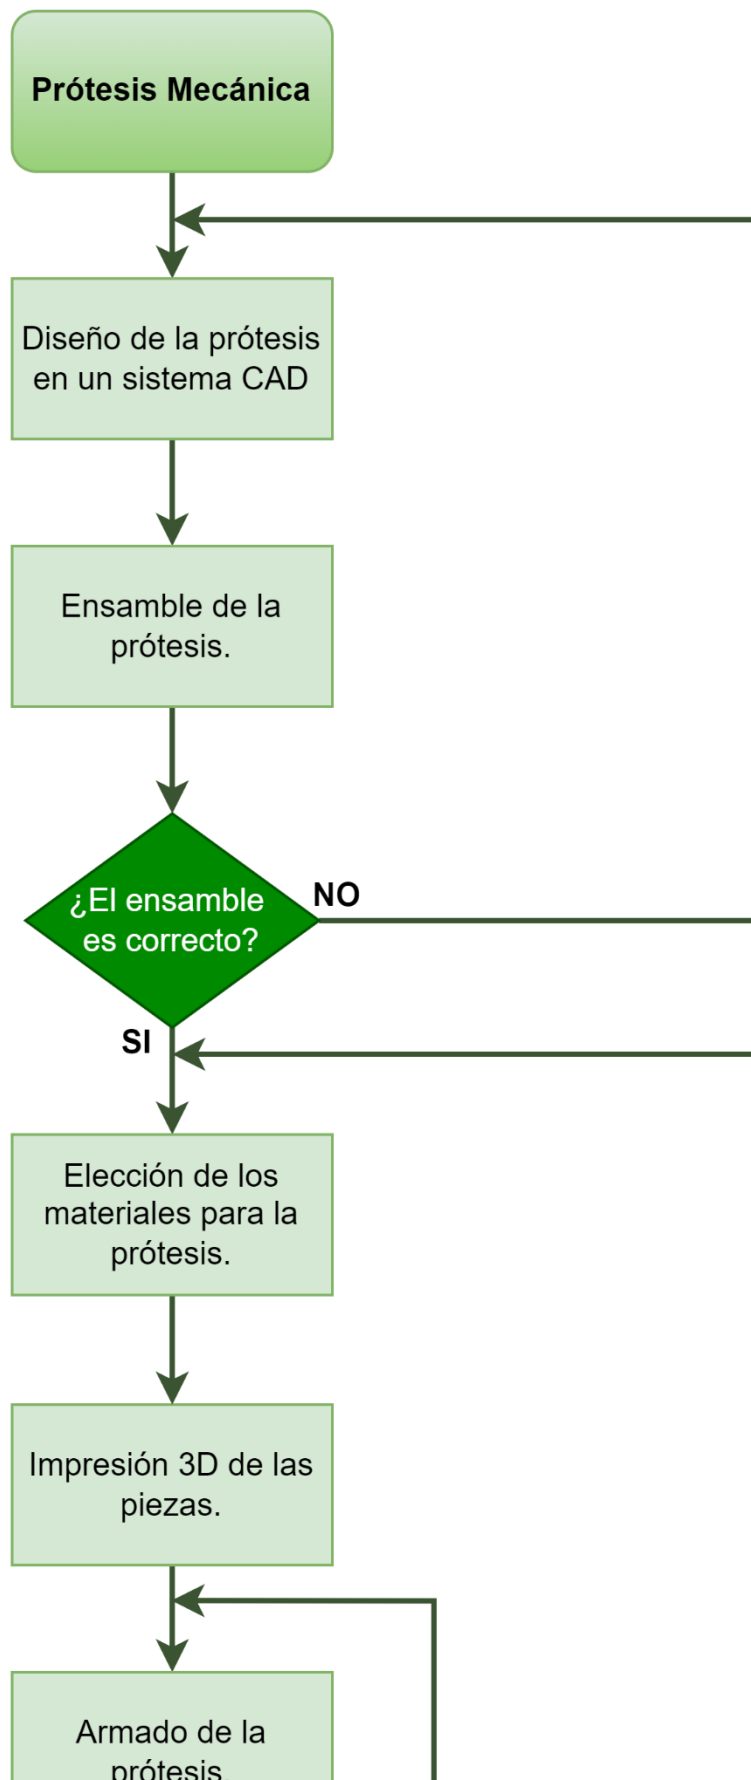 Prótesis Mecánica
Diseño de la prótesis
en un sistema CAD
Ensamble de la
prótesis.
¿El ensamble
es correcto?
NO
SI
Elección de los
materiales para la
prótesis.
Impresión 3D de las
piezas.
Armado de la
prótesis.